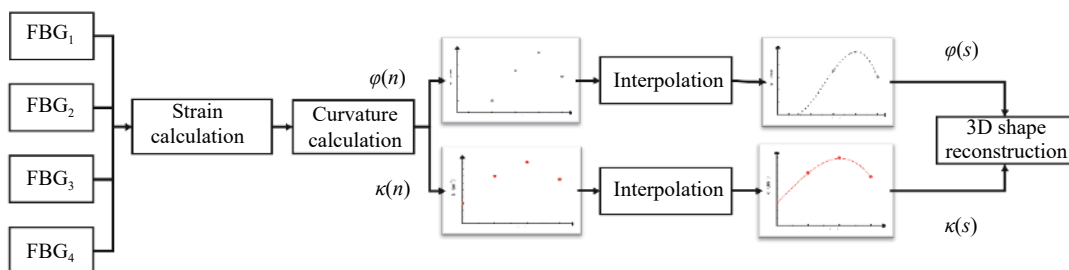 FBG₁
FBG₂
FBG₃
FBG₄
Strain
calculation
Curvature
calculation
φ(n)
κ(n)
Interpolation
Interpolation
φ(s)
κ(s)
3D shape
reconstruction